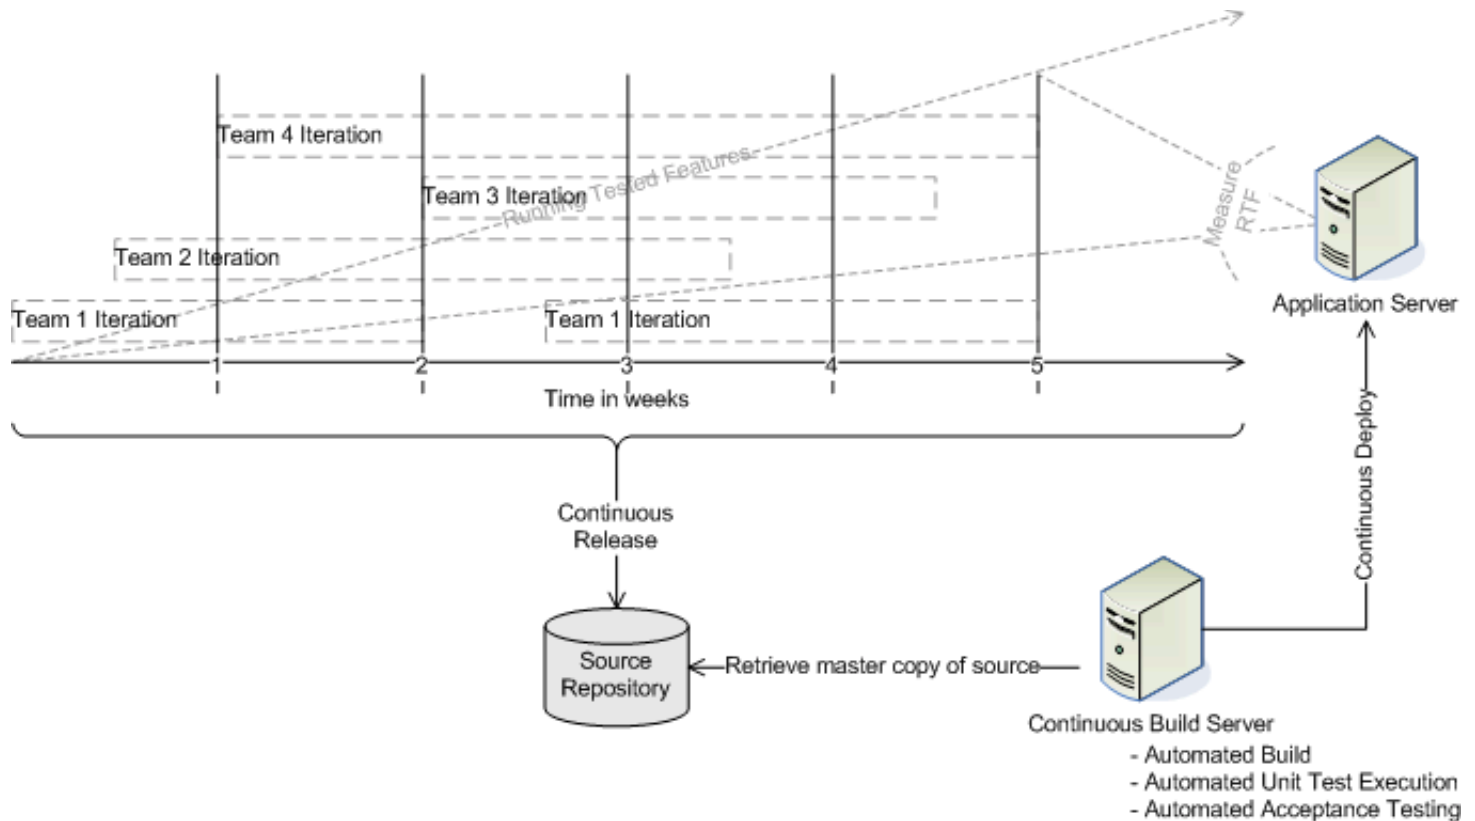 Team 4 Iteration
Running Tested Features
Team 3 Iteration
Measure
RTF
Team 2 Iteration
Team 1 Iteration
Team 1 Iteration
Application Server
1
2
3
4
5
Time in weeks
Continuous Deploy
Continuous
Release
Source
Repository
Retrieve master copy of source
Continuous Build Server
- Automated Build
- Automated Unit Test Execution
- Automated Acceptance Testing